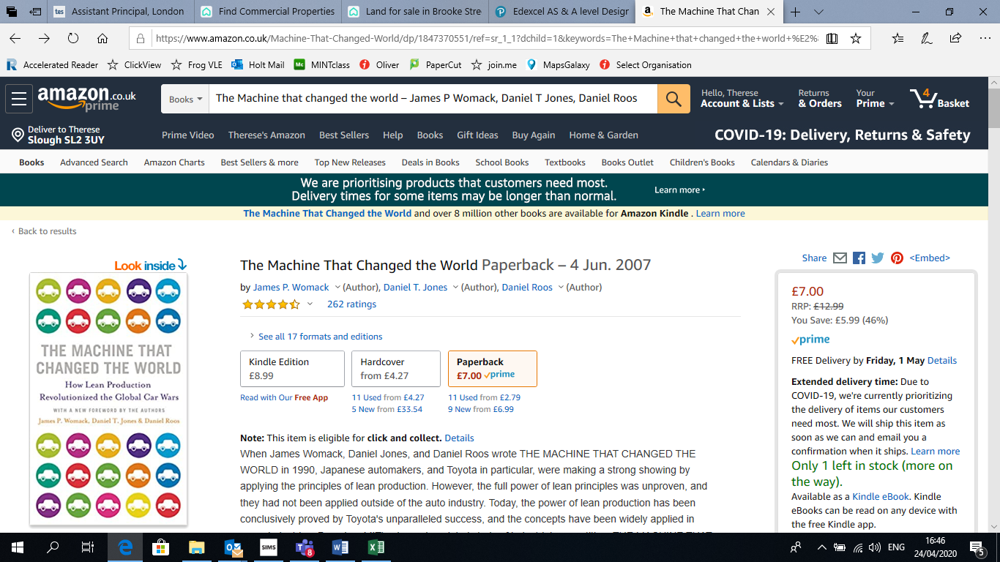 tes Assistant Principal, London
Find Commercial Properties
Land for sale in Brooke Stre
Edexcel AS & A level Design
The Machine That Chan
https://www.amazon.co.uk/Machine-That-Changed-World/dp/1847370551/ref=sr_1_1?dchild=1&keywords=The+Machine+that+changed+the+world+%E2%
Accelerated Reader ClickView Frog VLE Holt Mail Mc MINTclass Oliver PaperCut join.me MapsGalaxy Select Organisation
amazon.co.uk
prime
Books
The Machine that changed the world – James P Womack, Daniel T Jones, Daniel Roos
Hello, Therese
Account & Lists
Returns
& Orders
Your
Prime
4
Basket
Deliver to Therese
Slough SL2 3UY
Prime Video Therese's Amazon Best Sellers Help Books Gift Ideas Buy Again Home & Garden
COVID-19: Delivery, Returns & Safety
Books Advanced Search Amazon Charts Best Sellers & more Top New Releases Deals in Books School Books Textbooks Books Outlet Children's Books Calendars & Diaries
We are prioritising products that customers need most.
Delivery times for some items may be longer than normal.
Learn more ‣
The Machine That Changed the World and over 8 million other books are available for Amazon Kindle . Learn more
‹ Back to results
Look inside
THE MACHINE THAT
CHANGED THE WORLD
How Lean Production
Revolutionized the Global Car Wars
WITH A NEW FOREWORD BY THE AUTHORS
James P. Womack, Daniel T. Jones & Daniel Roos
The Machine That Changed the World Paperback – 4 Jun. 2007
by James P. Womack (Author), Daniel T. Jones (Author), Daniel Roos (Author)
262 ratings
See all 17 formats and editions
Kindle Edition
£8.99
Read with Our Free App
Hardcover
from £4.27
11 Used from £4.27
5 New from £33.54
Paperback
£7.00 prime
11 Used from £2.79
9 New from £6.99
Note: This item is eligible for click and collect. Details
When James Womack, Daniel Jones, and Daniel Roos wrote THE MACHINE THAT CHANGED THE
WORLD in 1990, Japanese automakers, and Toyota in particular, were making a strong showing by
applying the principles of lean production. However, the full power of lean principles was unproven, and
they had not been applied outside of the auto industry. Today, the power of lean production has been
conclusively proved by Toyota's unparalleled success, and the concepts have been widely applied in
Share <Embed>
£7.00
RRP: £12.99
You Save: £5.99 (46%)
prime
FREE Delivery by Friday, 1 May Details
Extended delivery time: Due to
COVID-19, we're currently prioritizing
the delivery of items our customers
need most. We will ship this item as
soon as we can and email you a
confirmation when it ships. Learn more
Only 1 left in stock (more on
the way).
Available as a Kindle eBook. Kindle
eBooks can be read on any device with
the free Kindle app.
SIMS
8
ENG
16:46
24/04/2020
5